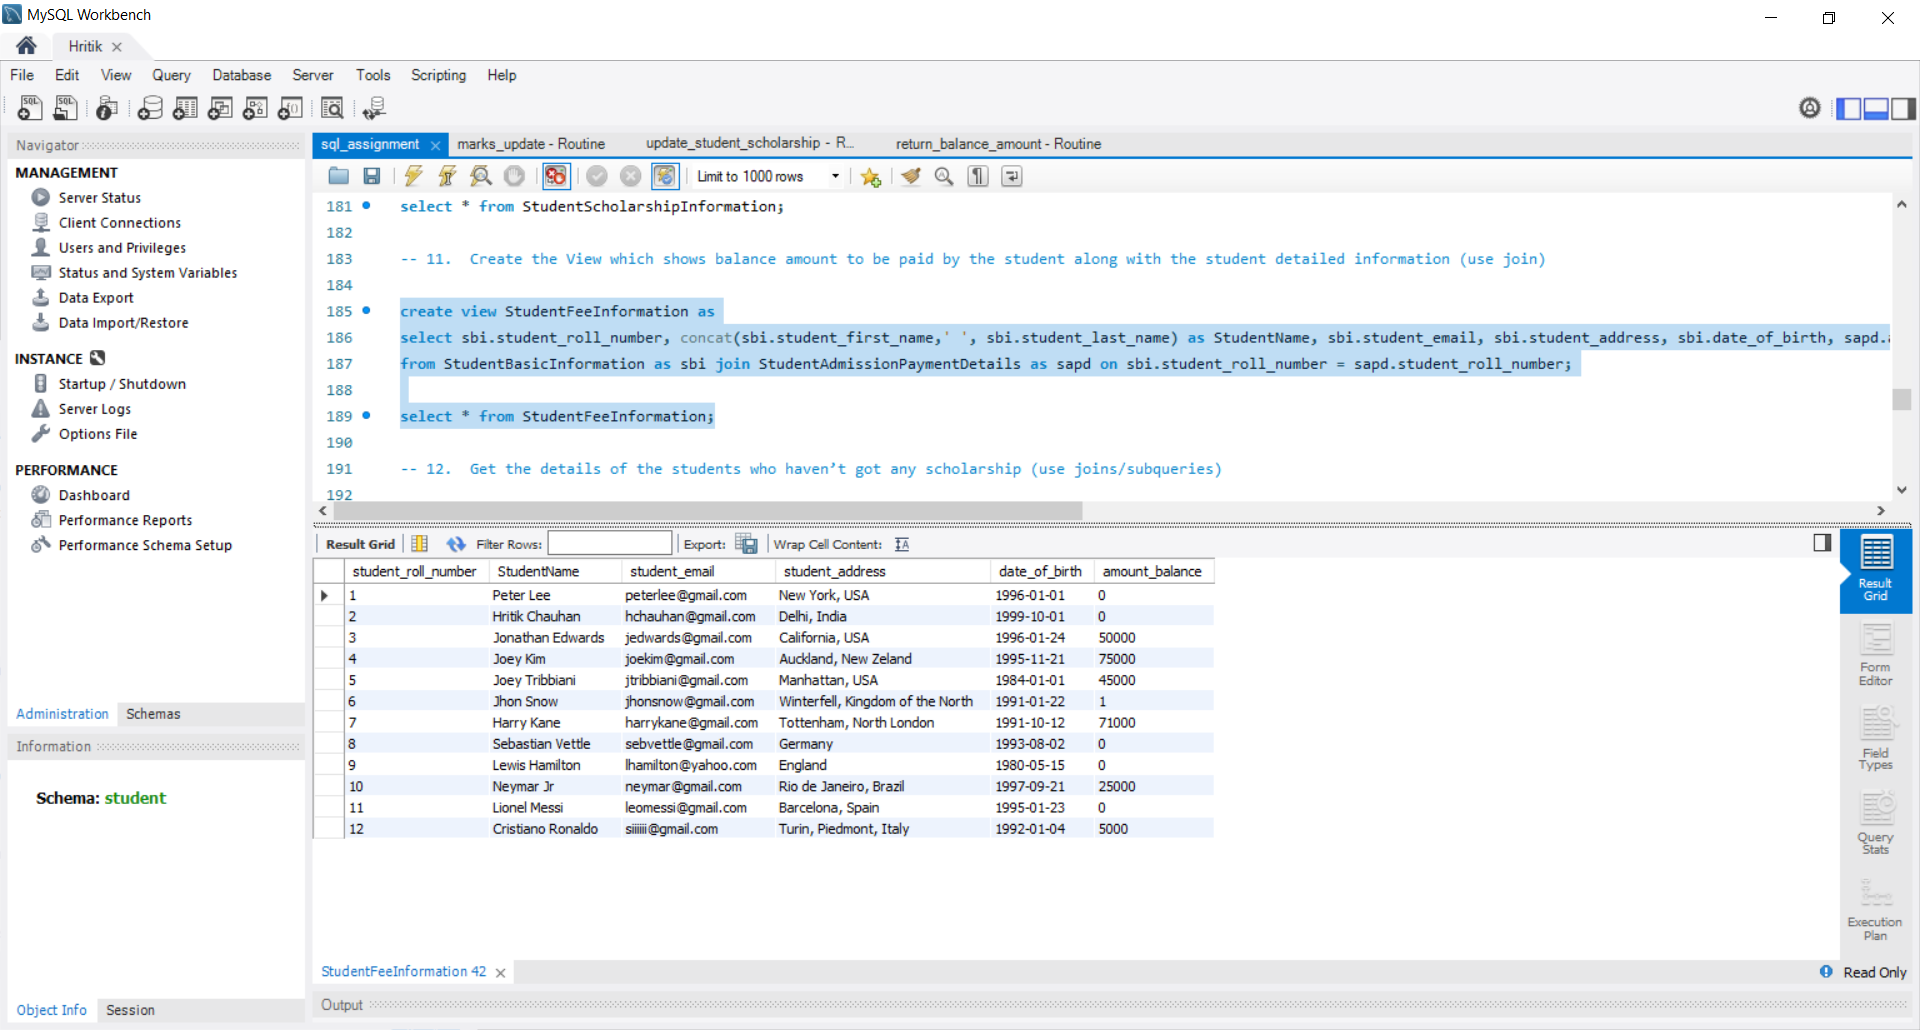 MySQL Workbench
Hritik
File Edit View Query Database Server Tools Scripting Help
Navigator
MANAGEMENT
Server Status
Client Connections
Users and Privileges
Status and System Variables
Data Export
Data Import/Restore
INSTANCE
Startup / Shutdown
Server Logs
Options File
PERFORMANCE
Dashboard
Performance Reports
Performance Schema Setup
Administration Schemas
Information
Schema: student
Object Info Session
sql_assignment marks_update - Routine update_student_scholarship - R... return_balance_amount - Routine
Limit to 1000 rows
181 select * from StudentScholarshipInformation;
182
183 -- 11. Create the View which shows balance amount to be paid by the student along with the student detailed information (use join)
184
185 create view StudentFeeInformation as
186 select sbi.student_roll_number, concat(sbi.student_first_name,' ', sbi.student_last_name) as StudentName, sbi.student_email, sbi.student_address, sbi.date_of_birth, sapd.
187 from StudentBasicInformation as sbi join StudentAdmissionPaymentDetails as sapd on sbi.student_roll_number = sapd.student_roll_number;
188
189 select * from StudentFeeInformation;
190
191 -- 12. Get the details of the students who haven’t got any scholarship (use joins/subqueries)
192
Result Grid Filter Rows: Export: Wrap Cell Content:
student_roll_number StudentName student_email student_address date_of_birth amount_balance
1 Peter Lee peterlee@gmail.com New York, USA 1996-01-01 0
2 Hritik Chauhan hchauhan@gmail.com Delhi, India 1999-10-01 0
3 Jonathan Edwards jedwards@gmail.com California, USA 1996-01-24 50000
4 Joey Kim joekim@gmail.com Auckland, New Zeland 1995-11-21 75000
5 Joey Tribbiani jtribbiani@gmail.com Manhattan, USA 1984-01-01 45000
6 Jhon Snow jhonsnow@gmail.com Winterfell, Kingdom of the North 1991-01-22 1
7 Harry Kane harrykane@gmail.com Tottenham, North London 1991-10-12 71000
8 Sebastian Vettle sebvettle@gmail.com Germany 1993-08-02 0
9 Lewis Hamilton lhamilton@yahoo.com England 1980-05-15 0
10 Neymar Jr neymar@gmail.com Rio de Janeiro, Brazil 1997-09-21 25000
11 Lionel Messi leomessi@gmail.com Barcelona, Spain 1995-01-23 0
12 Cristiano Ronaldo siiiiii@gmail.com Turin, Piedmont, Italy 1992-01-04 5000
Result Grid
Form Editor
Field Types
Query Stats
Execution Plan
StudentFeeInformation 42
Read Only
Output